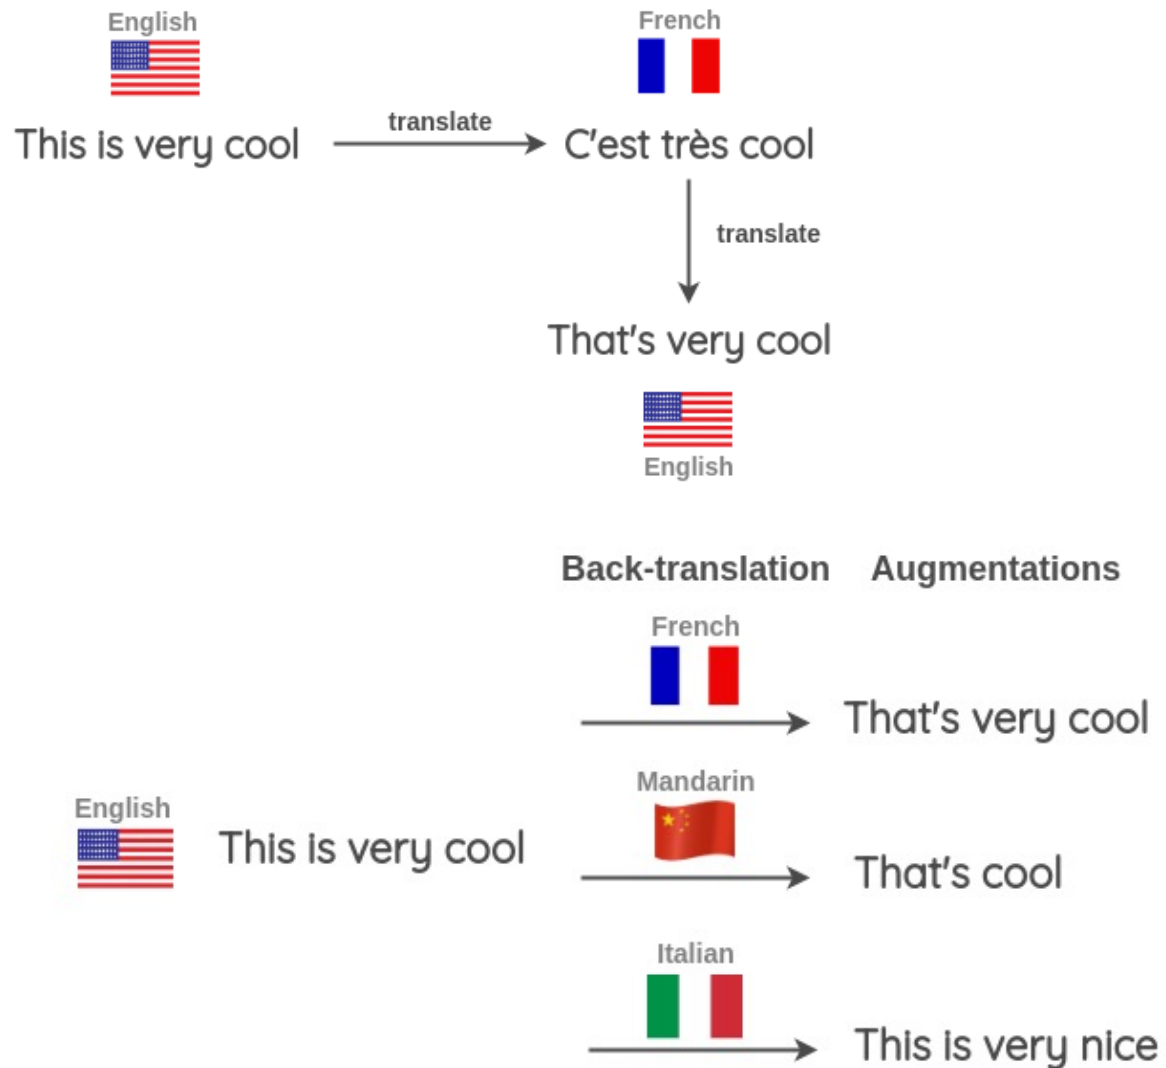 English
French
This is very cool
translate
C'est très cool
translate
That's very cool
English
Back-translation
Augmentations
French
That's very cool
Mandarin
English
This is very cool
That's cool
Italian
This is very nice